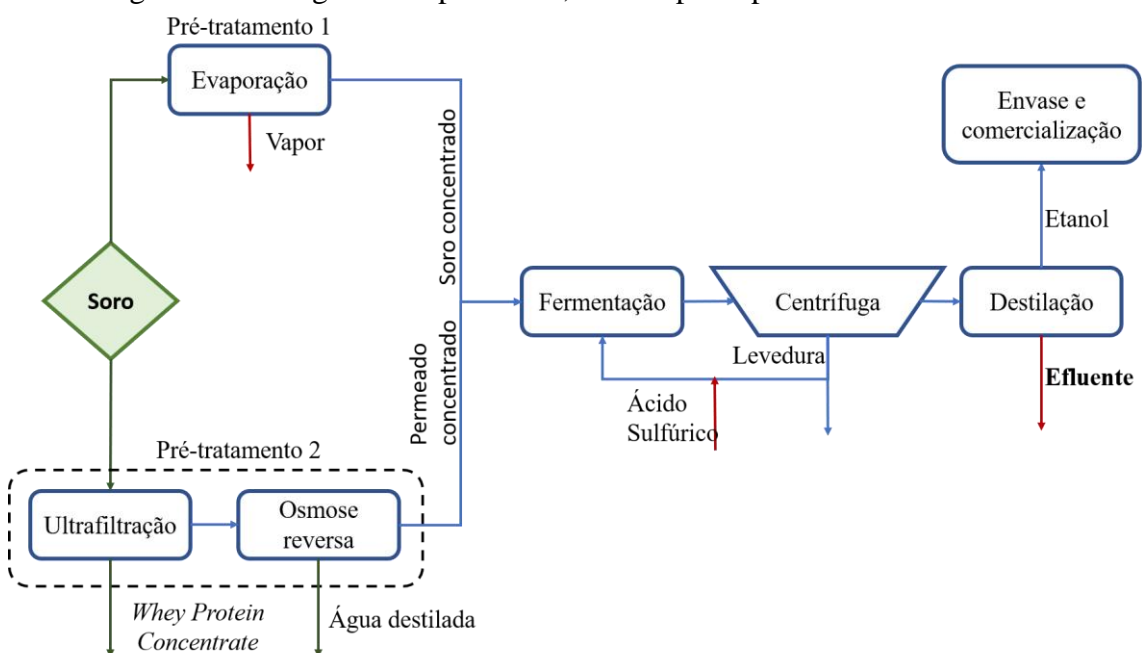 Pré-tratamento 1
Evaporação
Vapor
Soro concentrado
Envase e
comercialização
Etanol
Soro
Fermentação
Centrífuga
Destilação
Levedura
Efluente
Ácido
Sulfúrico
Permeado
concentrado
Pré-tratamento 2
Ultrafiltração
Osmose
reversa
Whey Protein
Concentrate
Água destilada